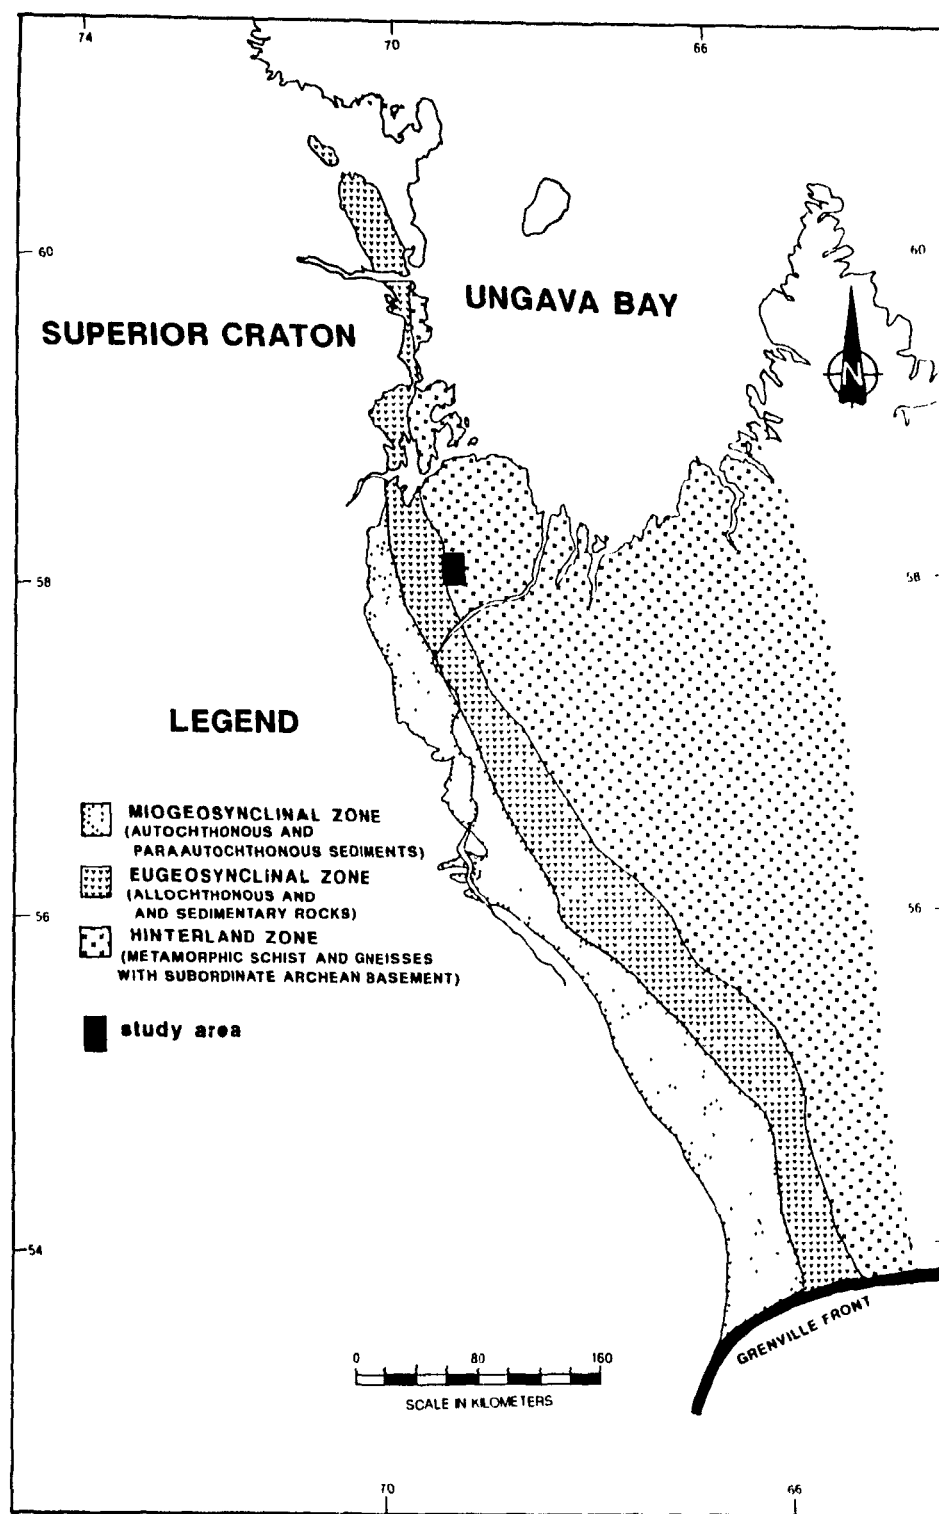 74
70
66
60
60
UNGAVA BAY
SUPERIOR CRATON
N
58
58
LEGEND
MIOGEOSYNCLINAL ZONE
(AUTOCHTHONOUS AND
PARAAUTOCHTHONOUS SEDIMENTS)
EUGEOSYNCLINAL ZONE
(ALLOCHTHONOUS AND
AND SEDIMENTARY ROCKS)
HINTERLAND ZONE
(METAMORPHIC SCHIST AND GNEISSES
WITH SUBORDINATE ARCHEAN BASEMENT)
study area
56
56
54
GRENVILLE FRONT
0 80 160
SCALE IN KILOMETERS
70
66